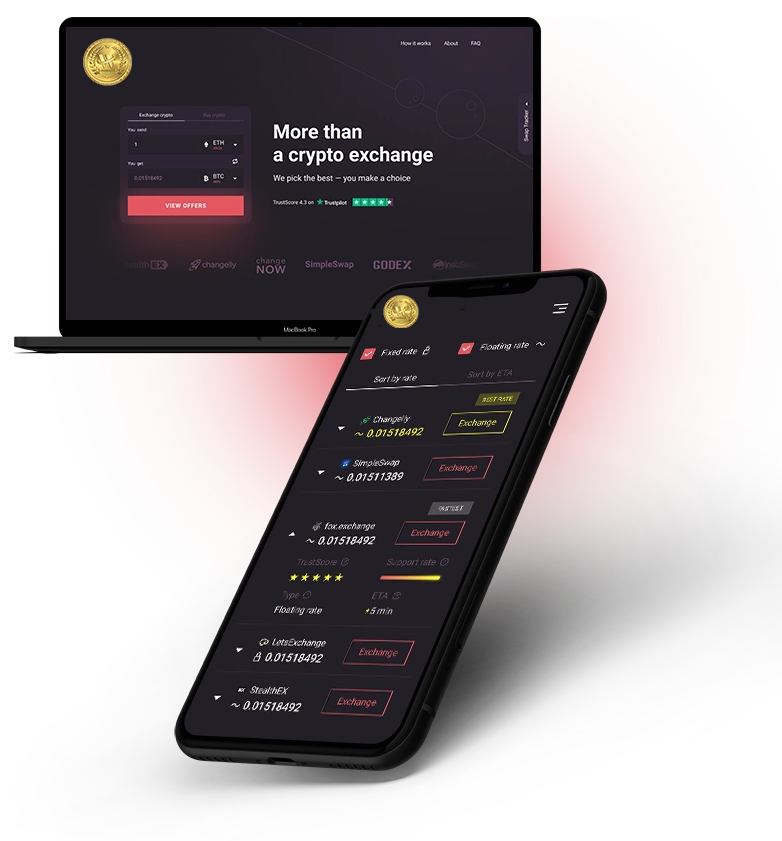 How it works About FAQ
Exchange crypto Buy crypto
You send
1 ETH
You get
0.01518492 BTC
VIEW OFFERS
More than
a crypto exchange
We pick the best — you make a choice
TrustScore 4.3 on Trustpilot
Swap Tracker
EX changelly change NOW SimpleSwap GODEX
MacBook Pro
Fixed rate Floating rate
Sort by rate Sort by ETA
BEST RATE
Changelly
~ 0.01518492 Exchange
SimpleSwap
~ 0.01511389 Exchange
FASTEST
fox.exchange
~ 0.01518492 Exchange
TrustScore Support rate
Type ETA
Floating rate 5 min
LetsExchange
0.01518492 Exchange
StealthEX
~ 0.01518492 Exchange